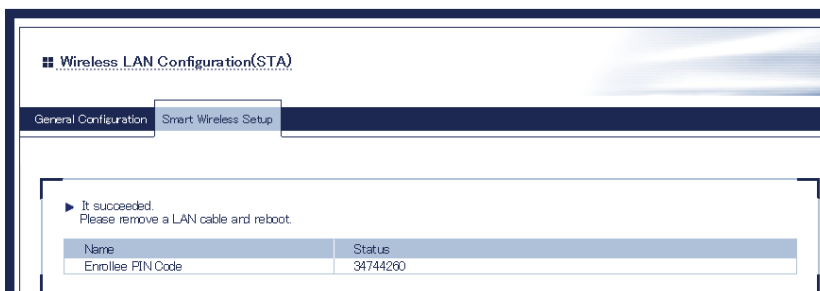 Wireless LAN Configuration(STA)
General Configuration Smart Wireless Setup
It succeeded.
Please remove a LAN cable and reboot.
Name Status
Enrollee PIN Code 34744260